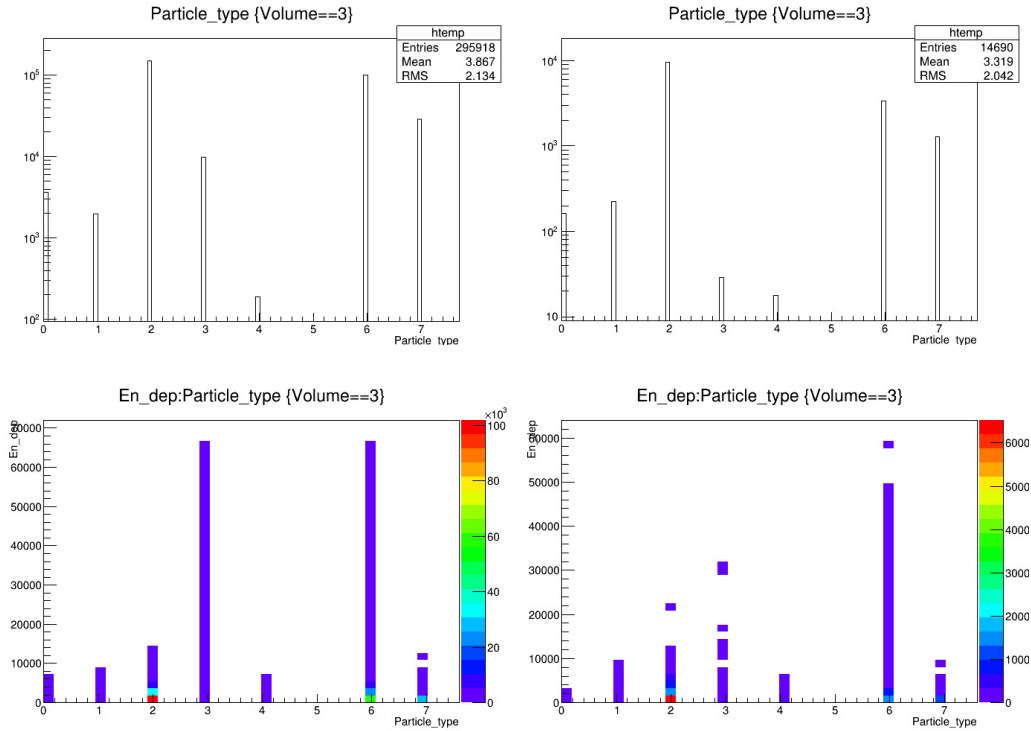 Particle_type {Volume==3}
htemp
Entries 295918
Mean 3.867
RMS 2.134
10^5
10^4
10^3
10^2
0 1 2 3 4 5 6 7
Particle_type
Particle_type {Volume==3}
htemp
Entries 14690
Mean 3.319
RMS 2.042
10^4
10^3
10^2
10
0 1 2 3 4 5 6 7
Particle_type
En_dep:Particle_type {Volume==3}
×10^3
En_dep
70000
60000
50000
40000
30000
20000
10000
0
0 1 2 3 4 5 6 7
Particle_type
100
80
60
40
20
0
En_dep:Particle_type {Volume==3}
En_dep
60000
50000
40000
30000
20000
10000
0
0 1 2 3 4 5 6 7
Particle_type
6000
5000
4000
3000
2000
1000
0